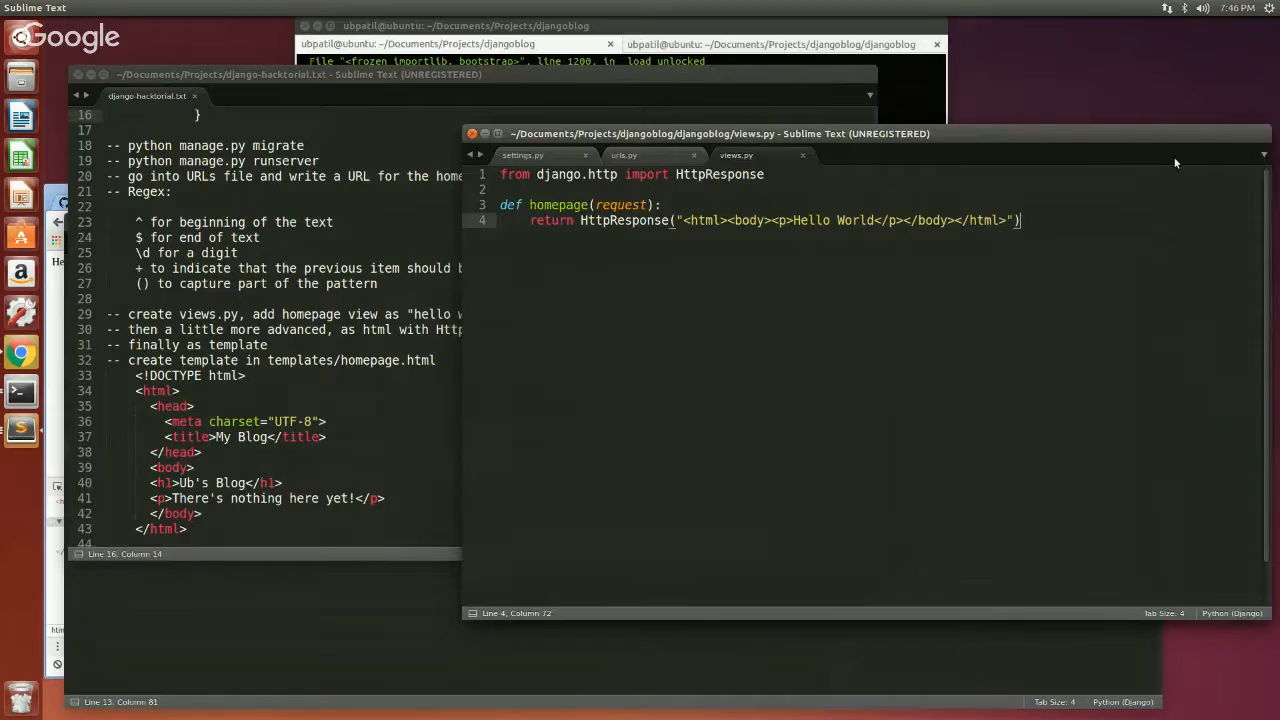 Sublime Text
7:46 PM
Google
ubpatil@ubuntu: ~/Documents/Projects/djangoblog
ubpatil@ubuntu: ~/Documents/Projects/djangoblog
ubpatil@ubuntu: ~/Documents/Projects/djangoblog
File "<frozen importlib._bootstrap>", line 1200, in _load_unlocked
~/Documents/Projects/django-hacktorial.txt - Sublime Text (UNREGISTERED)
django-hacktorial.txt
16 }
17
18 -- python manage.py migrate
19 -- python manage.py runserver
20 -- go into URLs file and write a URL for the home
21 -- Regex:
22
23 ^ for beginning of the text
24 $ for end of text
25 \d for a digit
26 + to indicate that the previous item should b
27 () to capture part of the pattern
28
29 -- create views.py, add homepage view as "hello w
30 -- then a little more advanced, as html with Http
31 -- finally as template
32 -- create template in templates/homepage.html
33 <!DOCTYPE html>
34 <html>
35 <head>
36 <meta charset="UTF-8">
37 <title>My Blog</title>
38 </head>
39 <body>
40 <h1>Ub's Blog</h1>
41 <p>There's nothing here yet!</p>
42 </body>
43 </html>
44
Line 16, Column 14
~/Documents/Projects/djangoblog/djangoblog/views.py - Sublime Text (UNREGISTERED)
settings.py
urls.py
views.py
1 from django.http import HttpResponse
2
3 def homepage(request):
4 return HttpResponse("<html><body><p>Hello World</p></body></html>")
Line 4, Column 72
Tab Size: 4
Python (Django)
He
htm
Line 13, Column 81
Tab Size: 4
Python (Django)